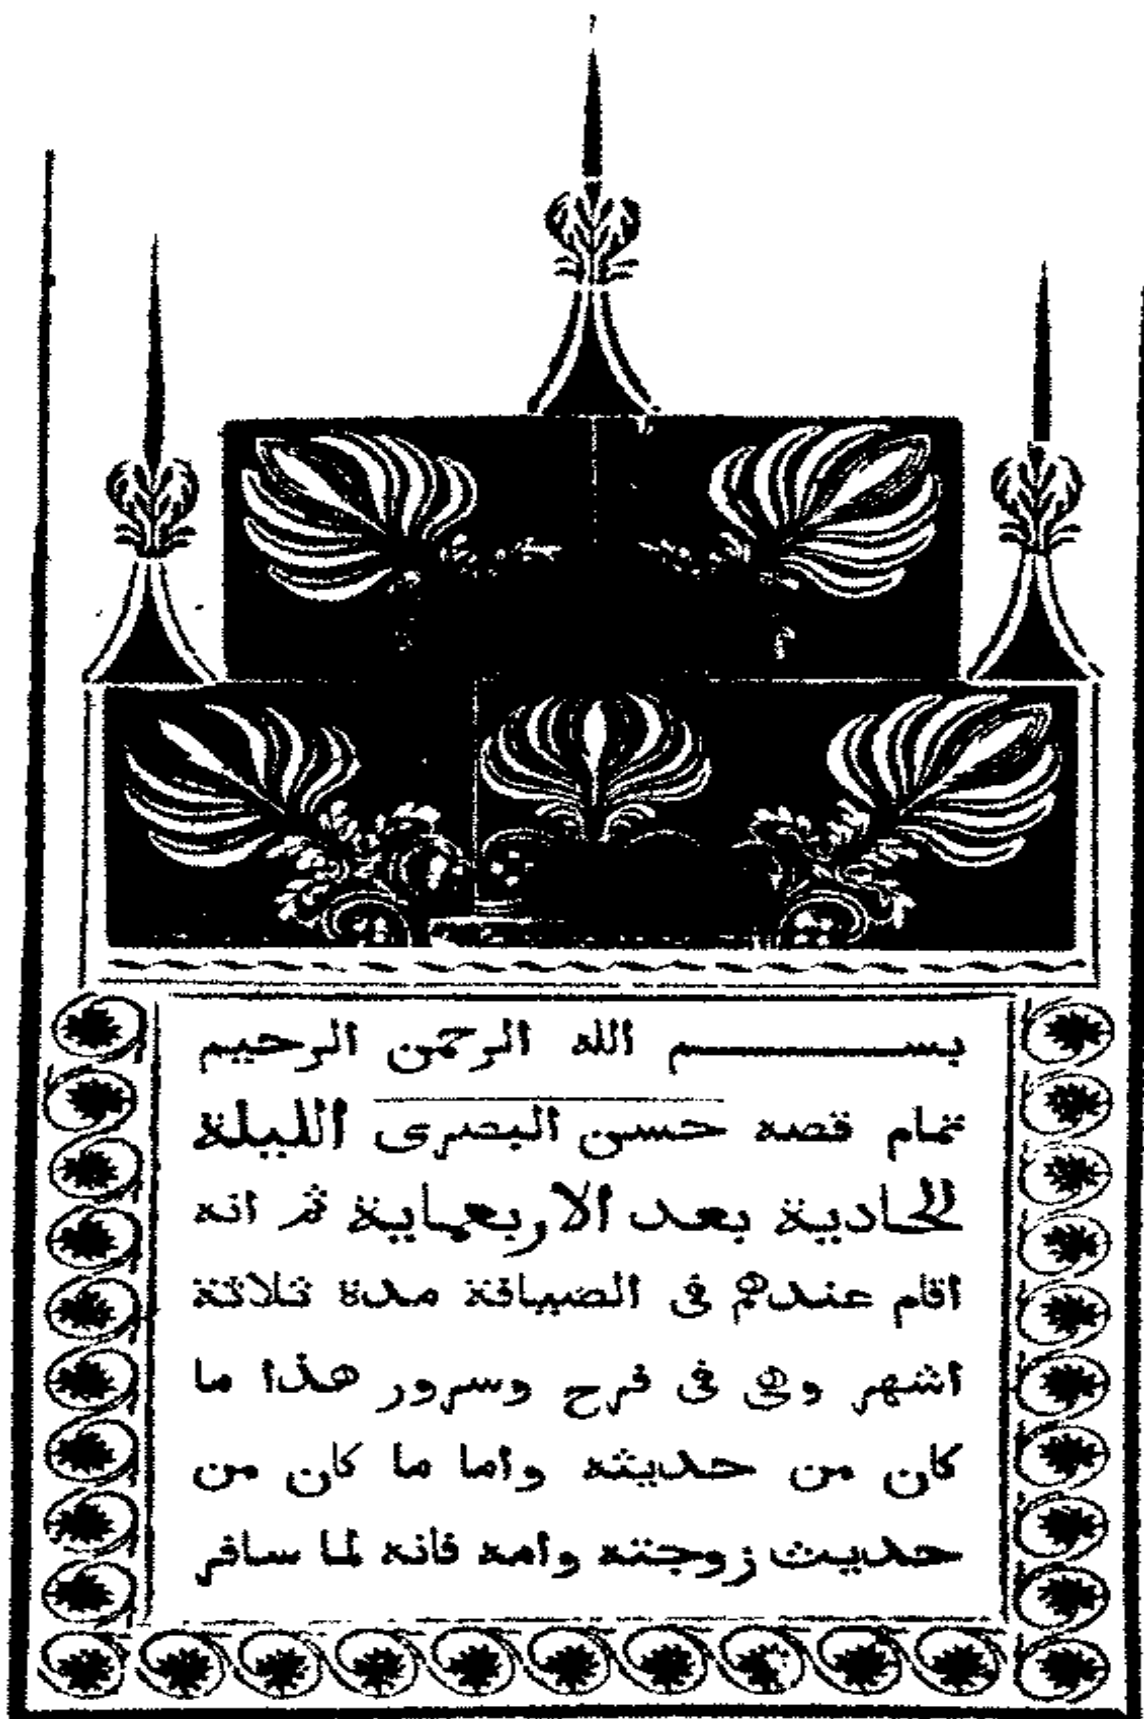 بســـــــم الله الرحمن الرحيم
تمام قصه حسن البصرى الليلة
الحادية بعد الاربعماية ثم انه
اقام عندهم فى الضيافة مدة ثلاثة
اشهر وهى فى فرح وسرور هذا ما
كان من حديثه واما ما كان من
حديث زوجته وامه فانه لما سافر